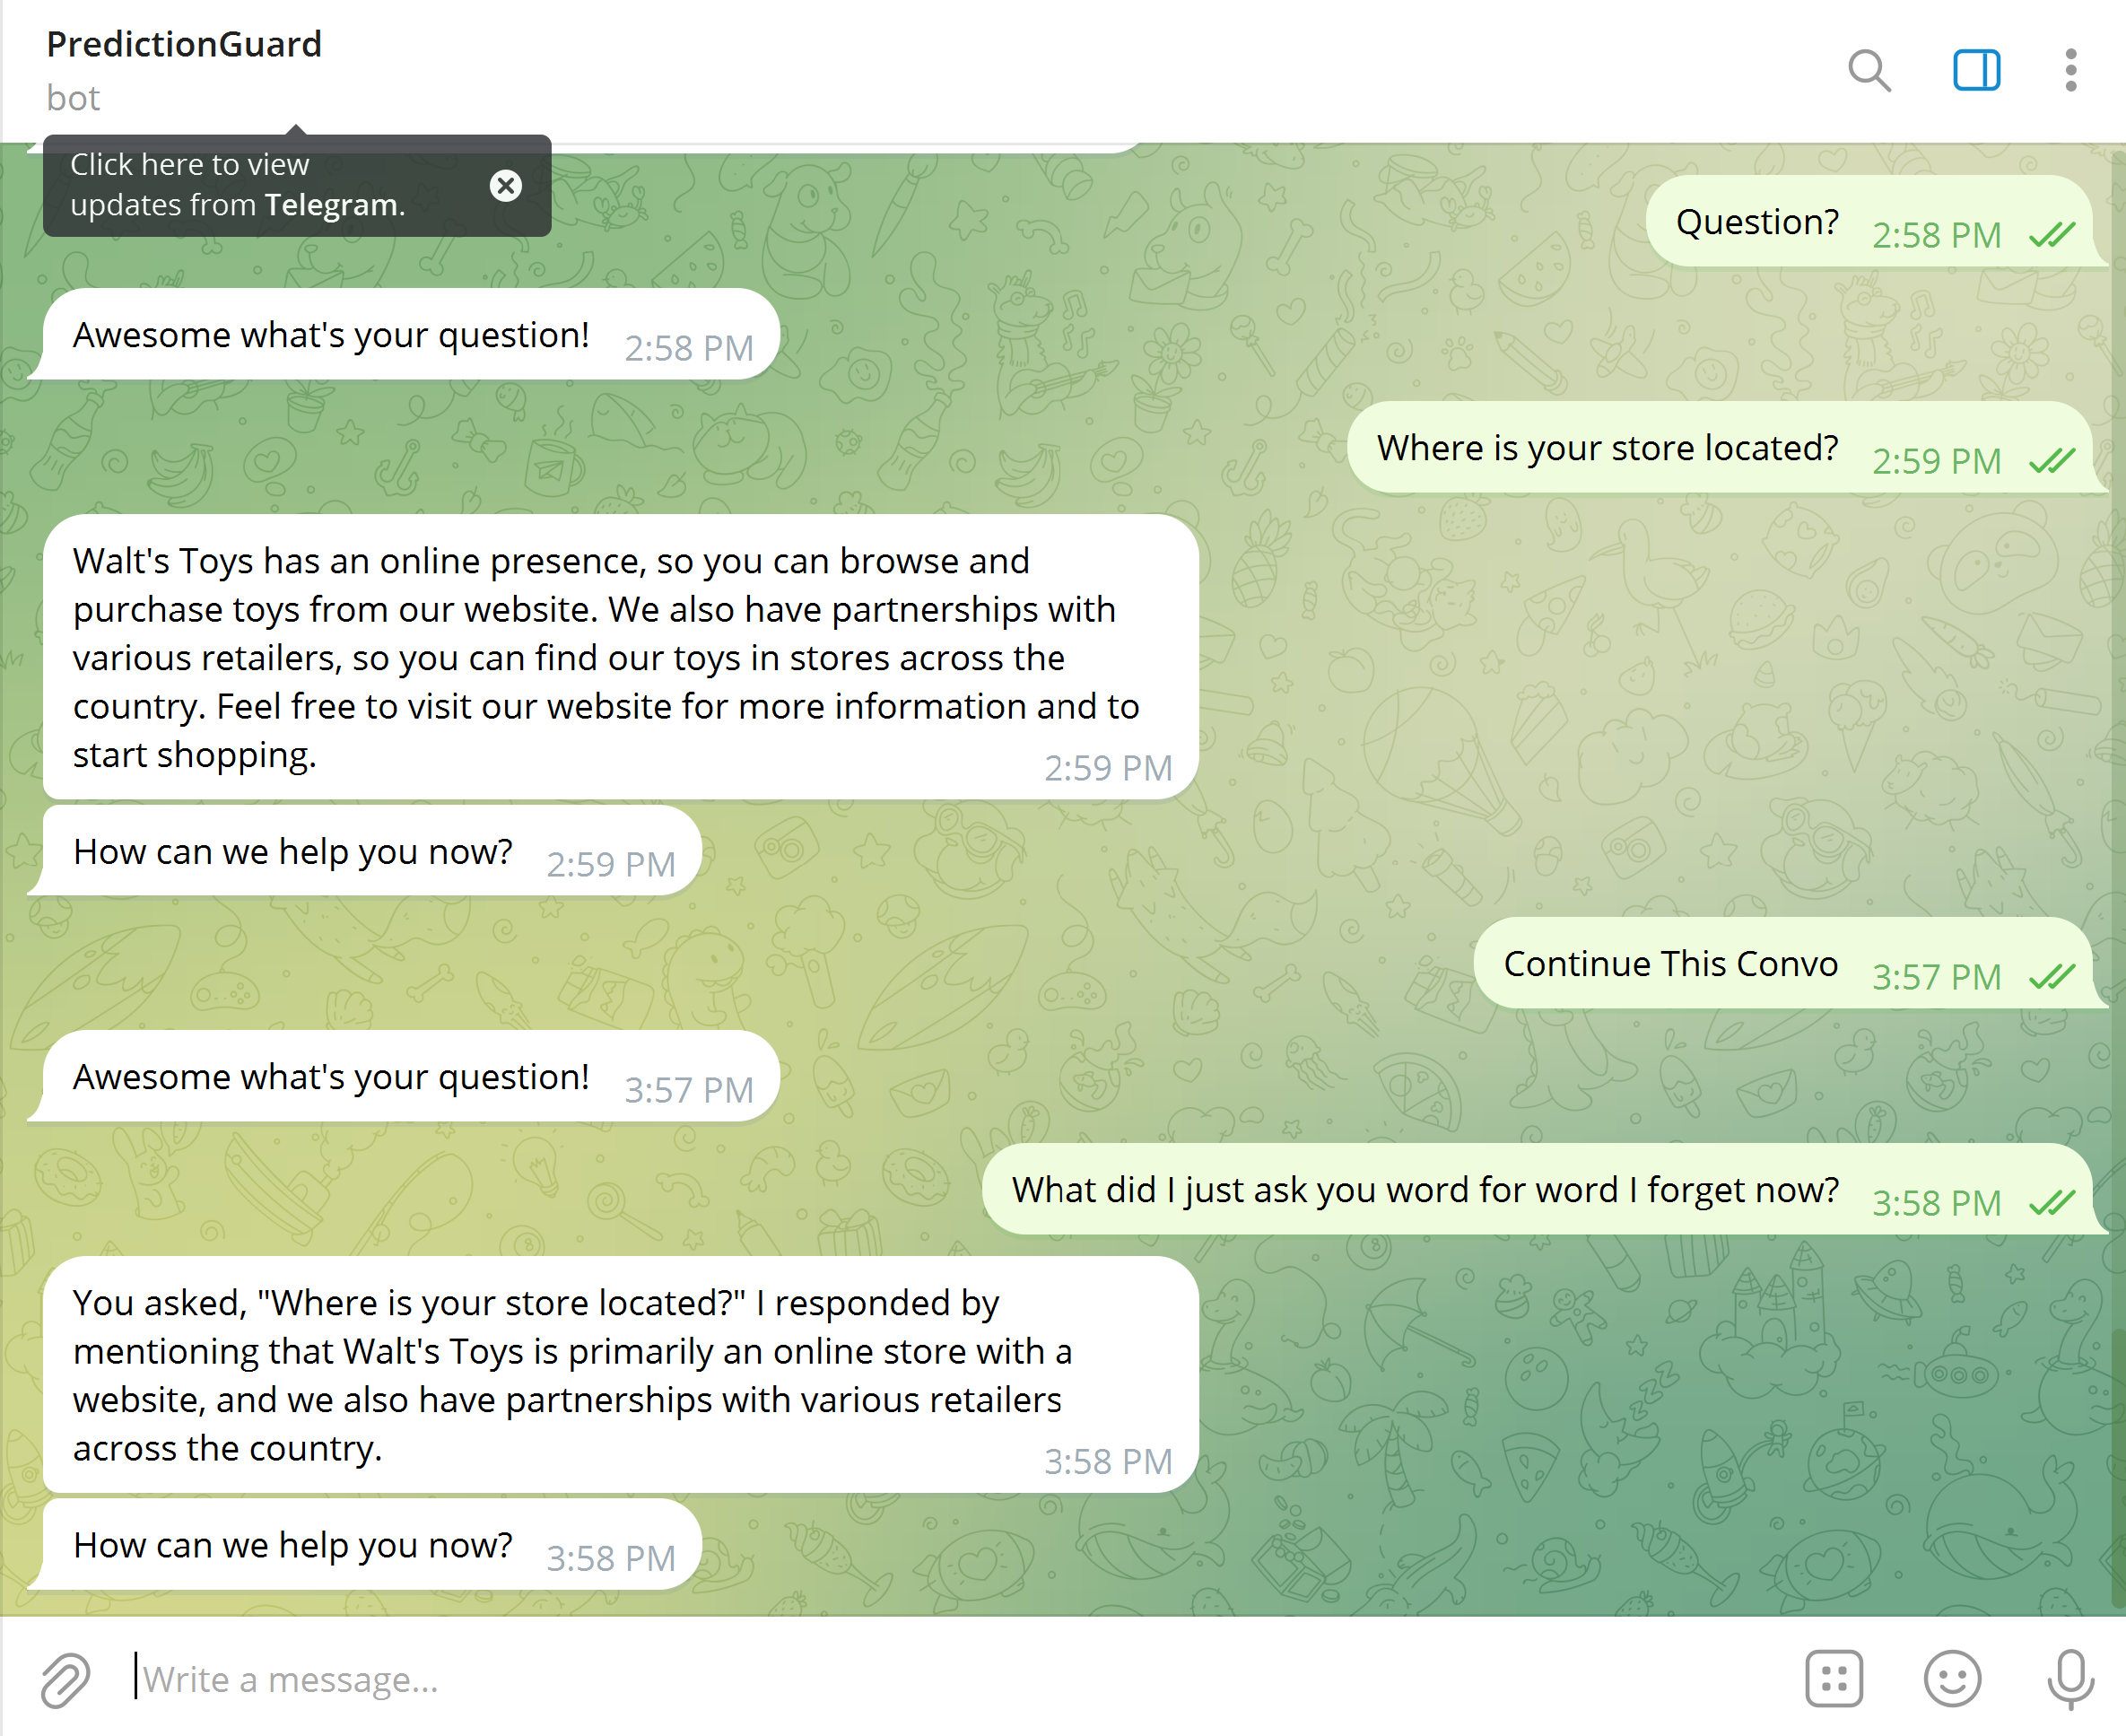 PredictionGuard
bot
Click here to view
updates from Telegram.
Question? 2:58 PM
Awesome what's your question! 2:58 PM
Where is your store located? 2:59 PM
Walt's Toys has an online presence, so you can browse and
purchase toys from our website. We also have partnerships with
various retailers, so you can find our toys in stores across the
country. Feel free to visit our website for more information and to
start shopping. 2:59 PM
How can we help you now? 2:59 PM
Continue This Convo 3:57 PM
Awesome what's your question! 3:57 PM
What did I just ask you word for word I forget now? 3:58 PM
You asked, "Where is your store located?" I responded by
mentioning that Walt's Toys is primarily an online store with a
website, and we also have partnerships with various retailers
across the country. 3:58 PM
How can we help you now? 3:58 PM
Write a message...